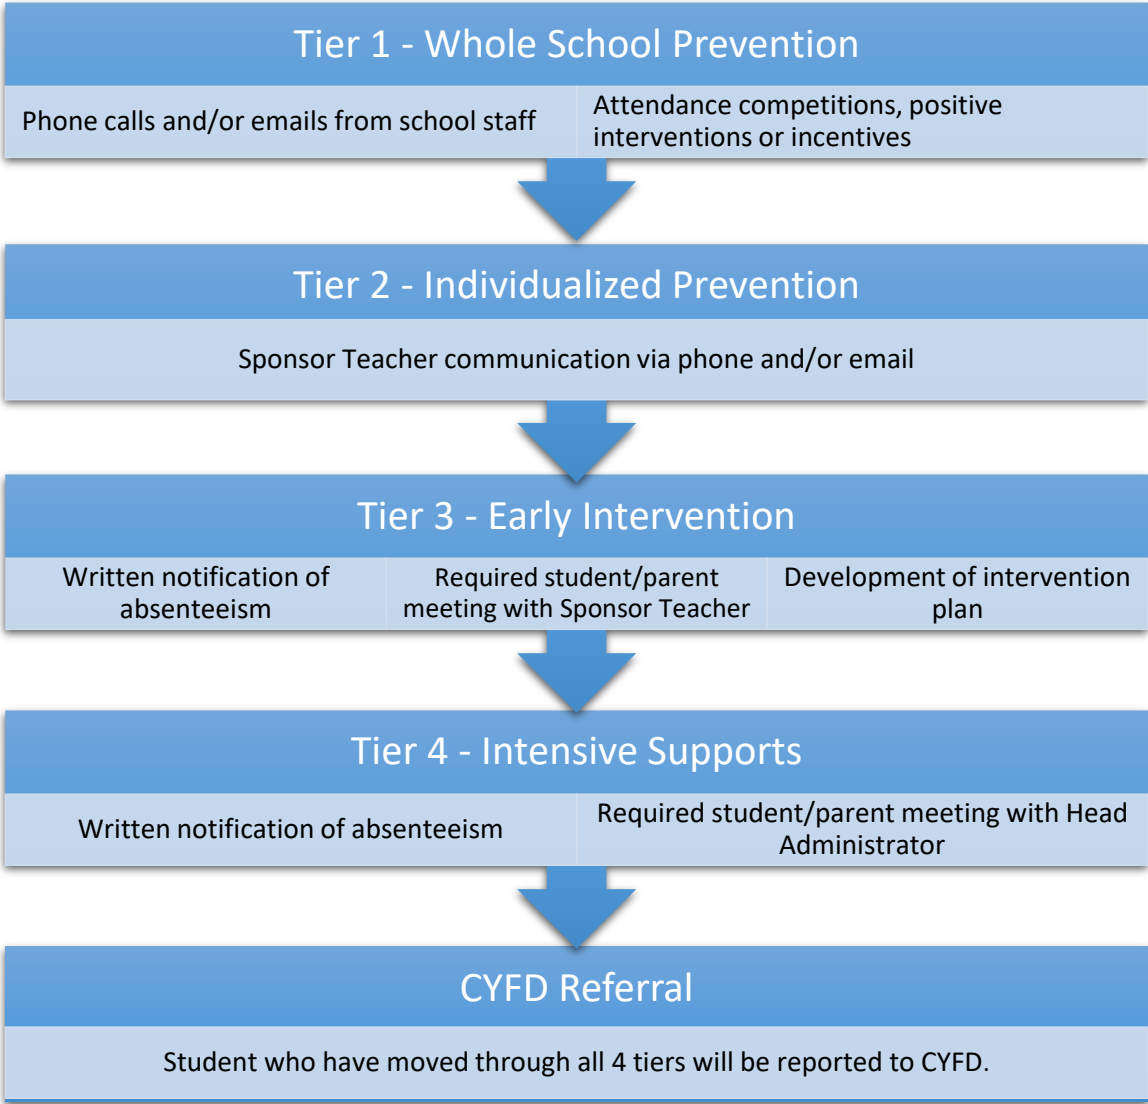 Tier 1 - Whole School Prevention
Phone calls and/or emails from school staff
Attendance competitions, positive
interventions or incentives
Tier 2 - Individualized Prevention
Sponsor Teacher communication via phone and/or email
Tier 3 - Early Intervention
Written notification of
absenteeism
Required student/parent
meeting with Sponsor Teacher
Development of intervention
plan
Tier 4 - Intensive Supports
Written notification of absenteeism
Required student/parent meeting with Head
Administrator
CYFD Referral
Student who have moved through all 4 tiers will be reported to CYFD.